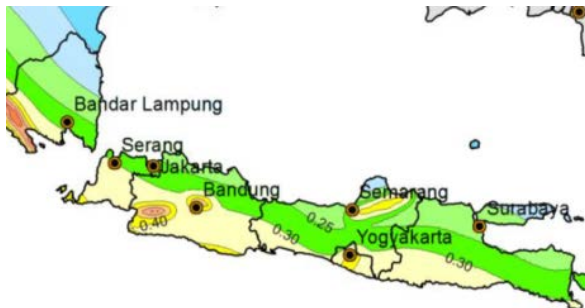 Bandar Lampung
Serang
Jakarta
Bandung
Semarang
Surabaya
0.25
Yogyakarta
0.40
0.30
0.30